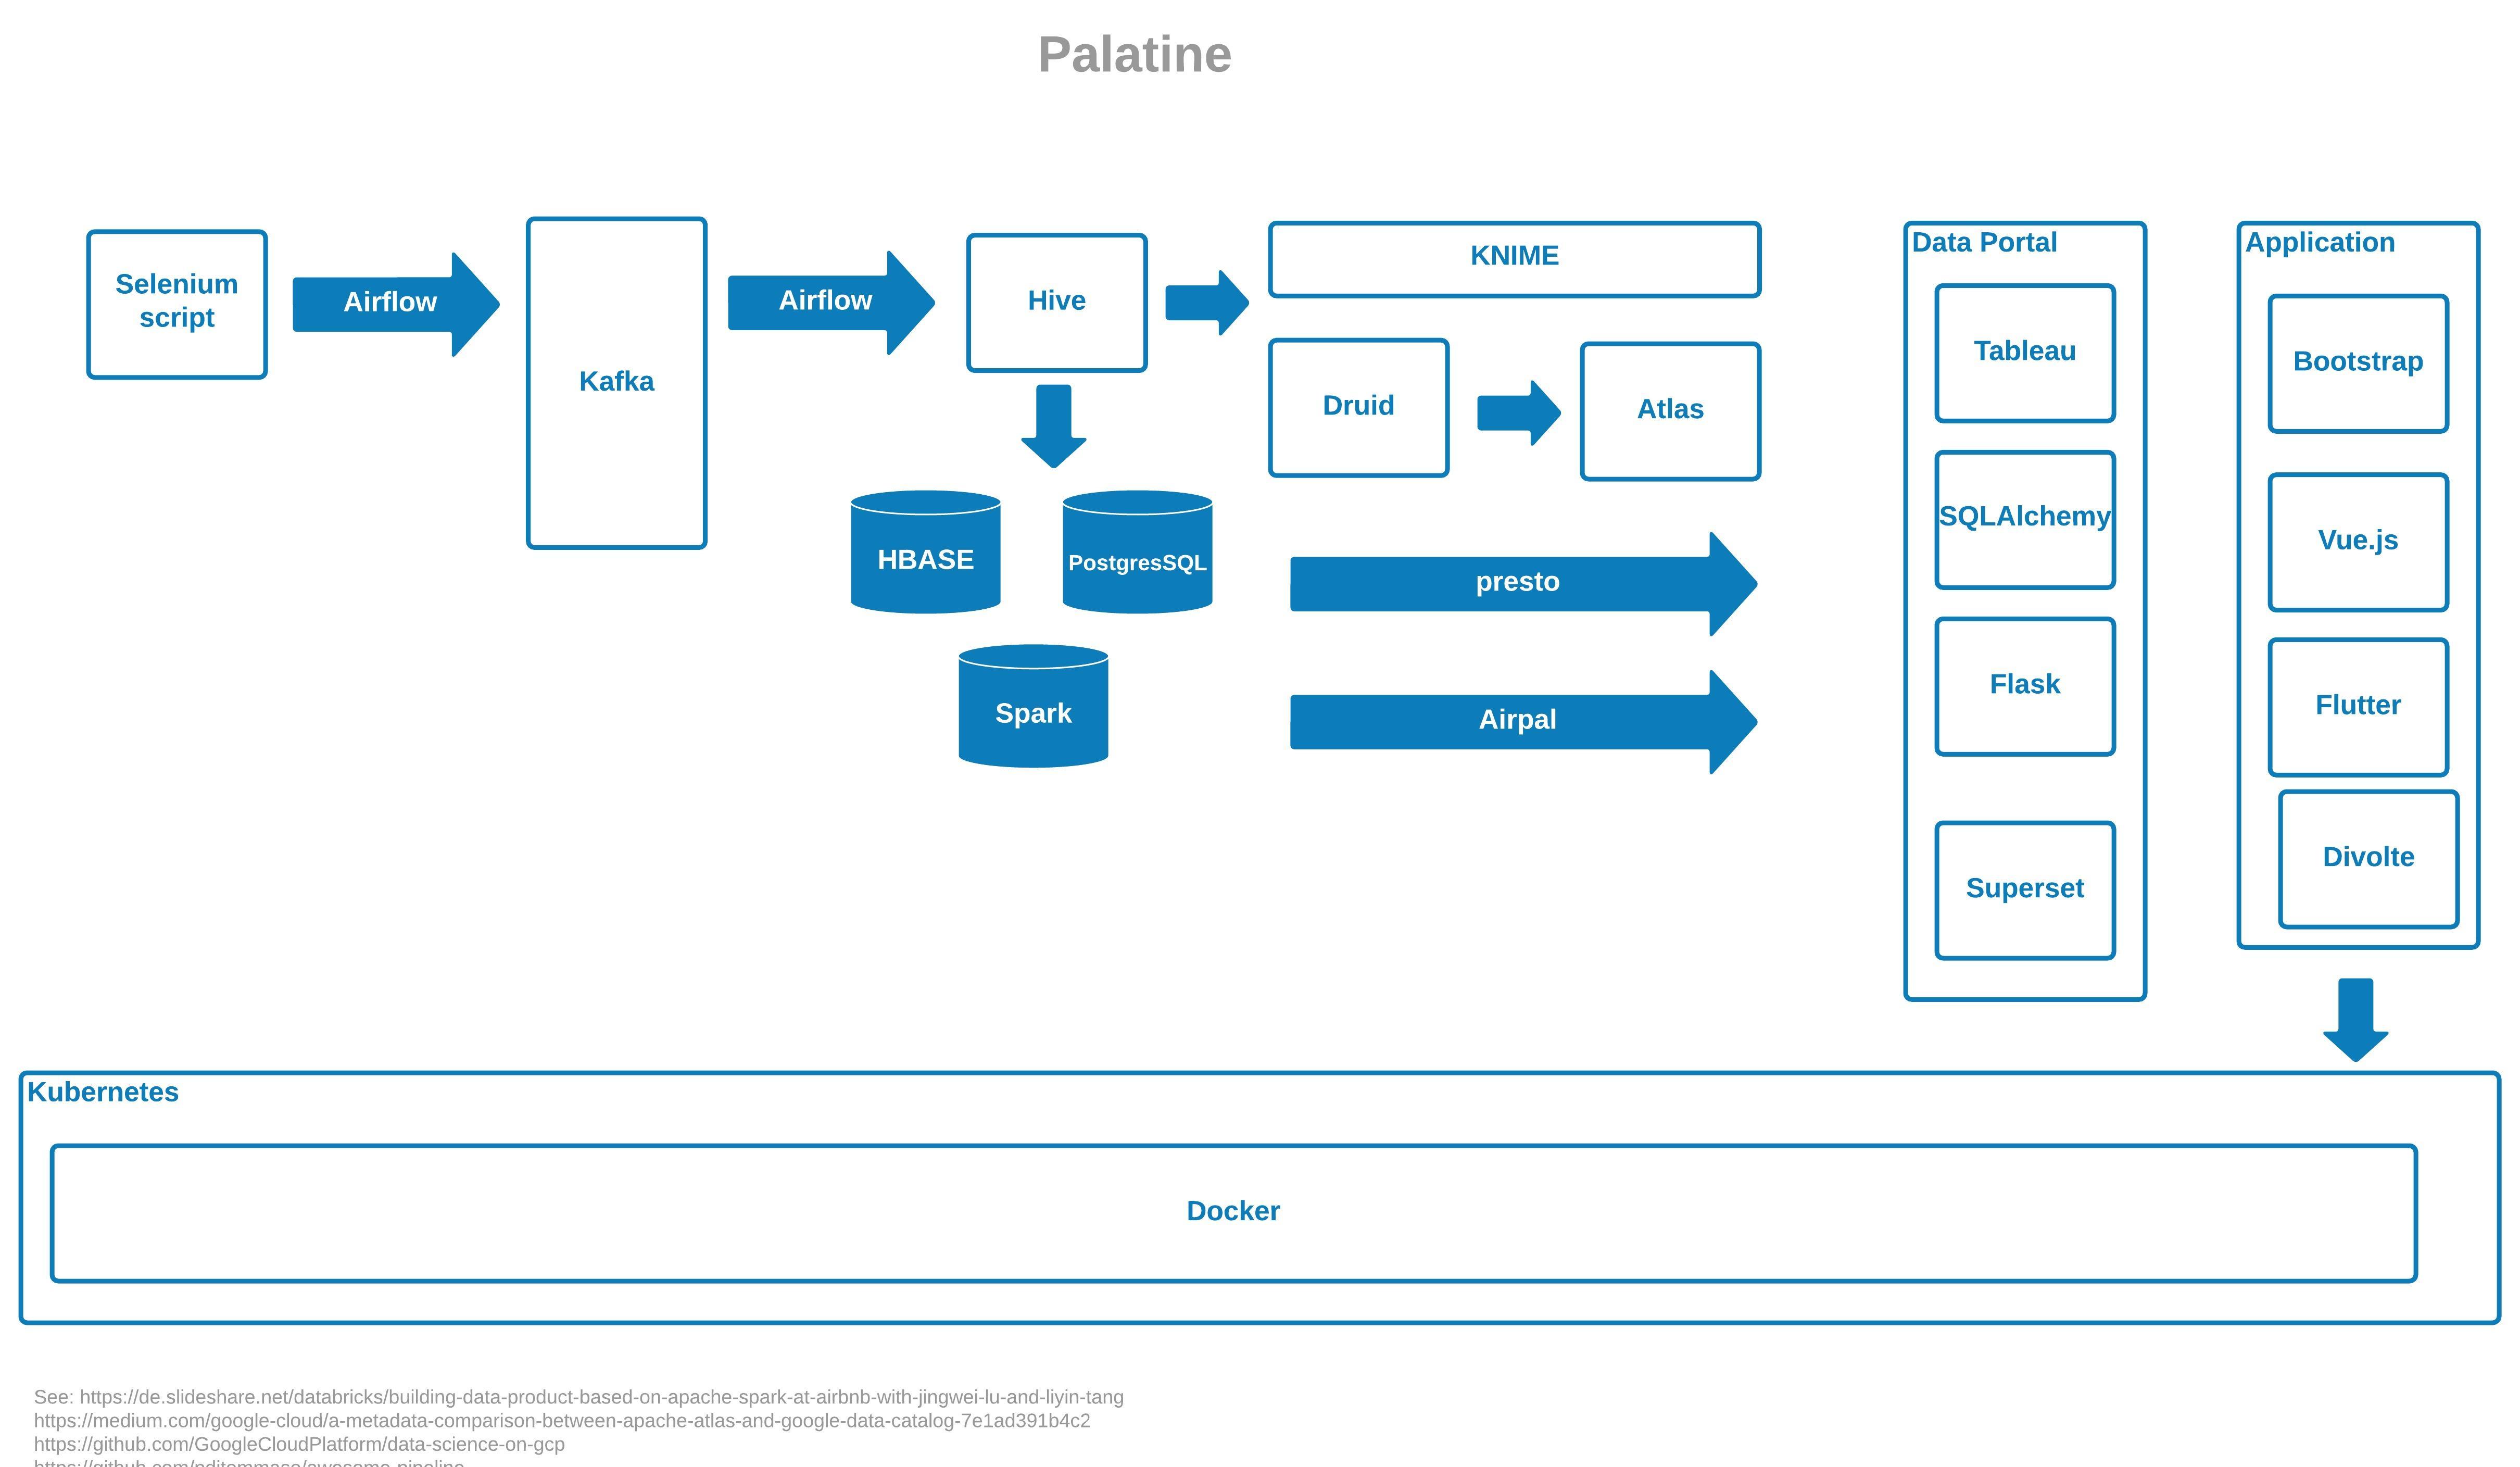 Palatine
Selenium
script
Airflow
Kafka
Airflow
Hive
KNIME
Druid
Atlas
HBASE
PostgresSQL
Spark
presto
Airpal
Data Portal
Tableau
SQLAlchemy
Flask
Superset
Application
Bootstrap
Vue.js
Flutter
Divolte
Kubernetes
Docker
See: https://de.slideshare.net/databricks/building-data-product-based-on-apache-spark-at-airbnb-with-jingwei-lu-and-liyin-tang
https://medium.com/google-cloud/a-metadata-comparison-between-apache-atlas-and-google-data-catalog-7e1ad391b4c2
https://github.com/GoogleCloudPlatform/data-science-on-gcp